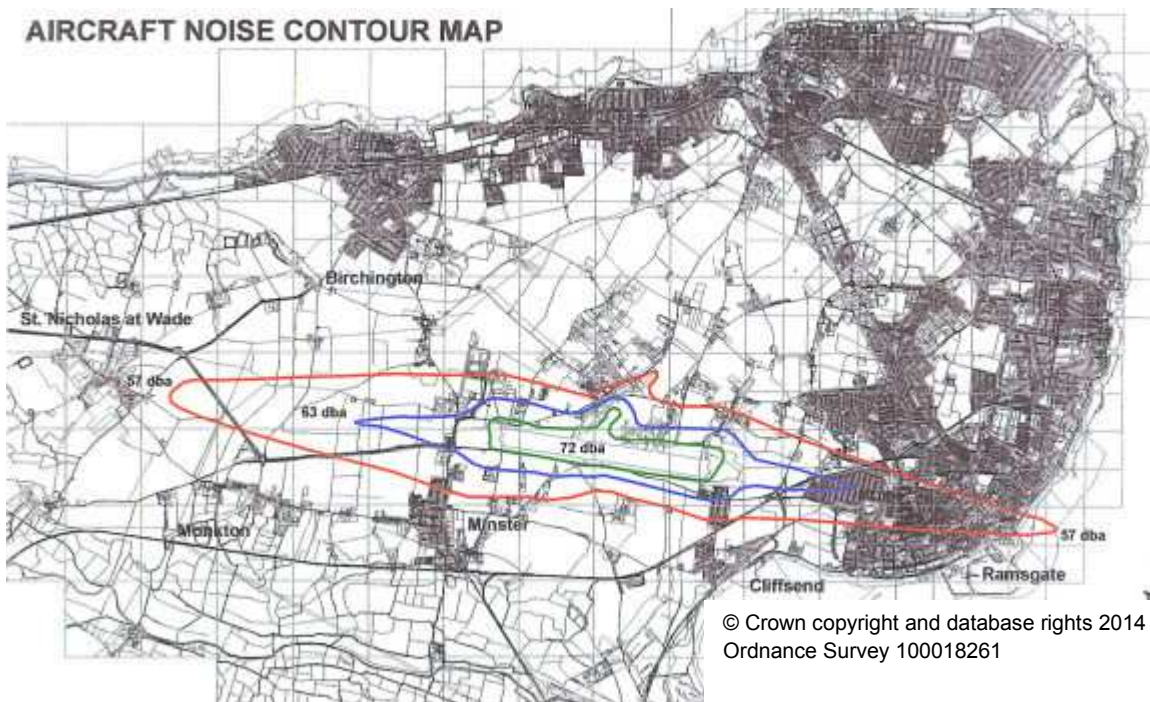 AIRCRAFT NOISE CONTOUR MAP
Birchington
St. Nicholas at Wade
57 dba
63 dba
72 dba
Monkton
Minster
57 dba
Ramsgate
Cliffsend
© Crown copyright and database rights 2014
Ordnance Survey 100018261